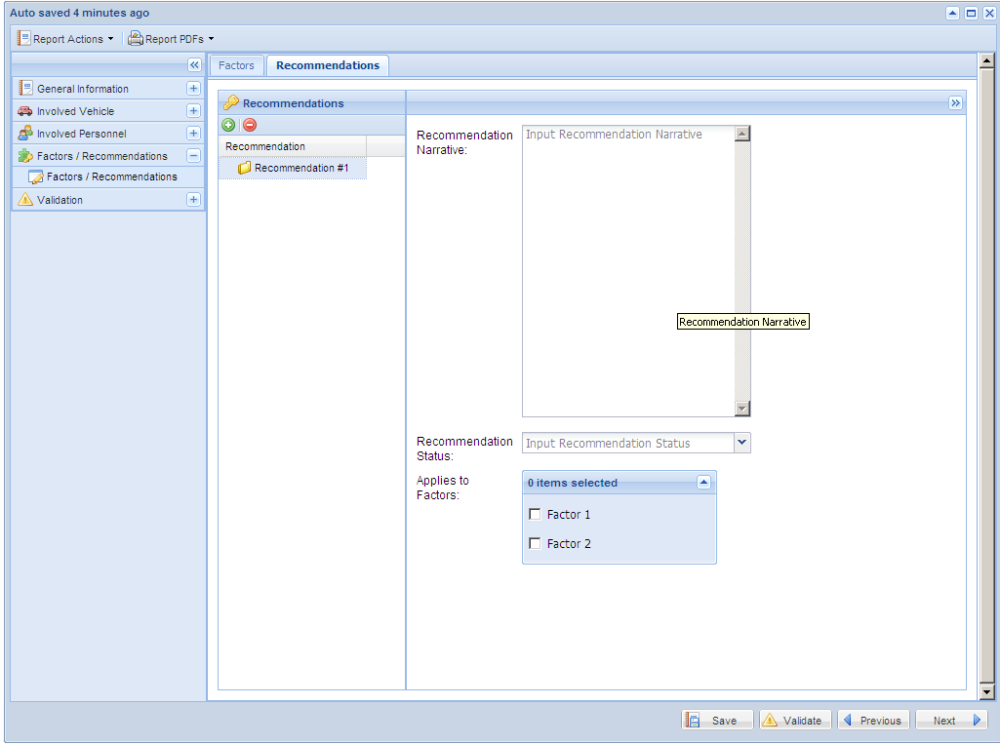 Auto saved 4 minutes ago
Report Actions
Report PDFs
General Information
Involved Vehicle
Involved Personnel
Factors / Recommendations
Factors / Recommendations
Validation
Factors
Recommendations
Recommendations
Recommendation
Recommendation #1
Recommendation
Narrative:
Input Recommendation Narrative
Recommendation Narrative
Recommendation
Status:
Input Recommendation Status
Applies to
Factors:
0 items selected
Factor 1
Factor 2
Save
Validate
Previous
Next